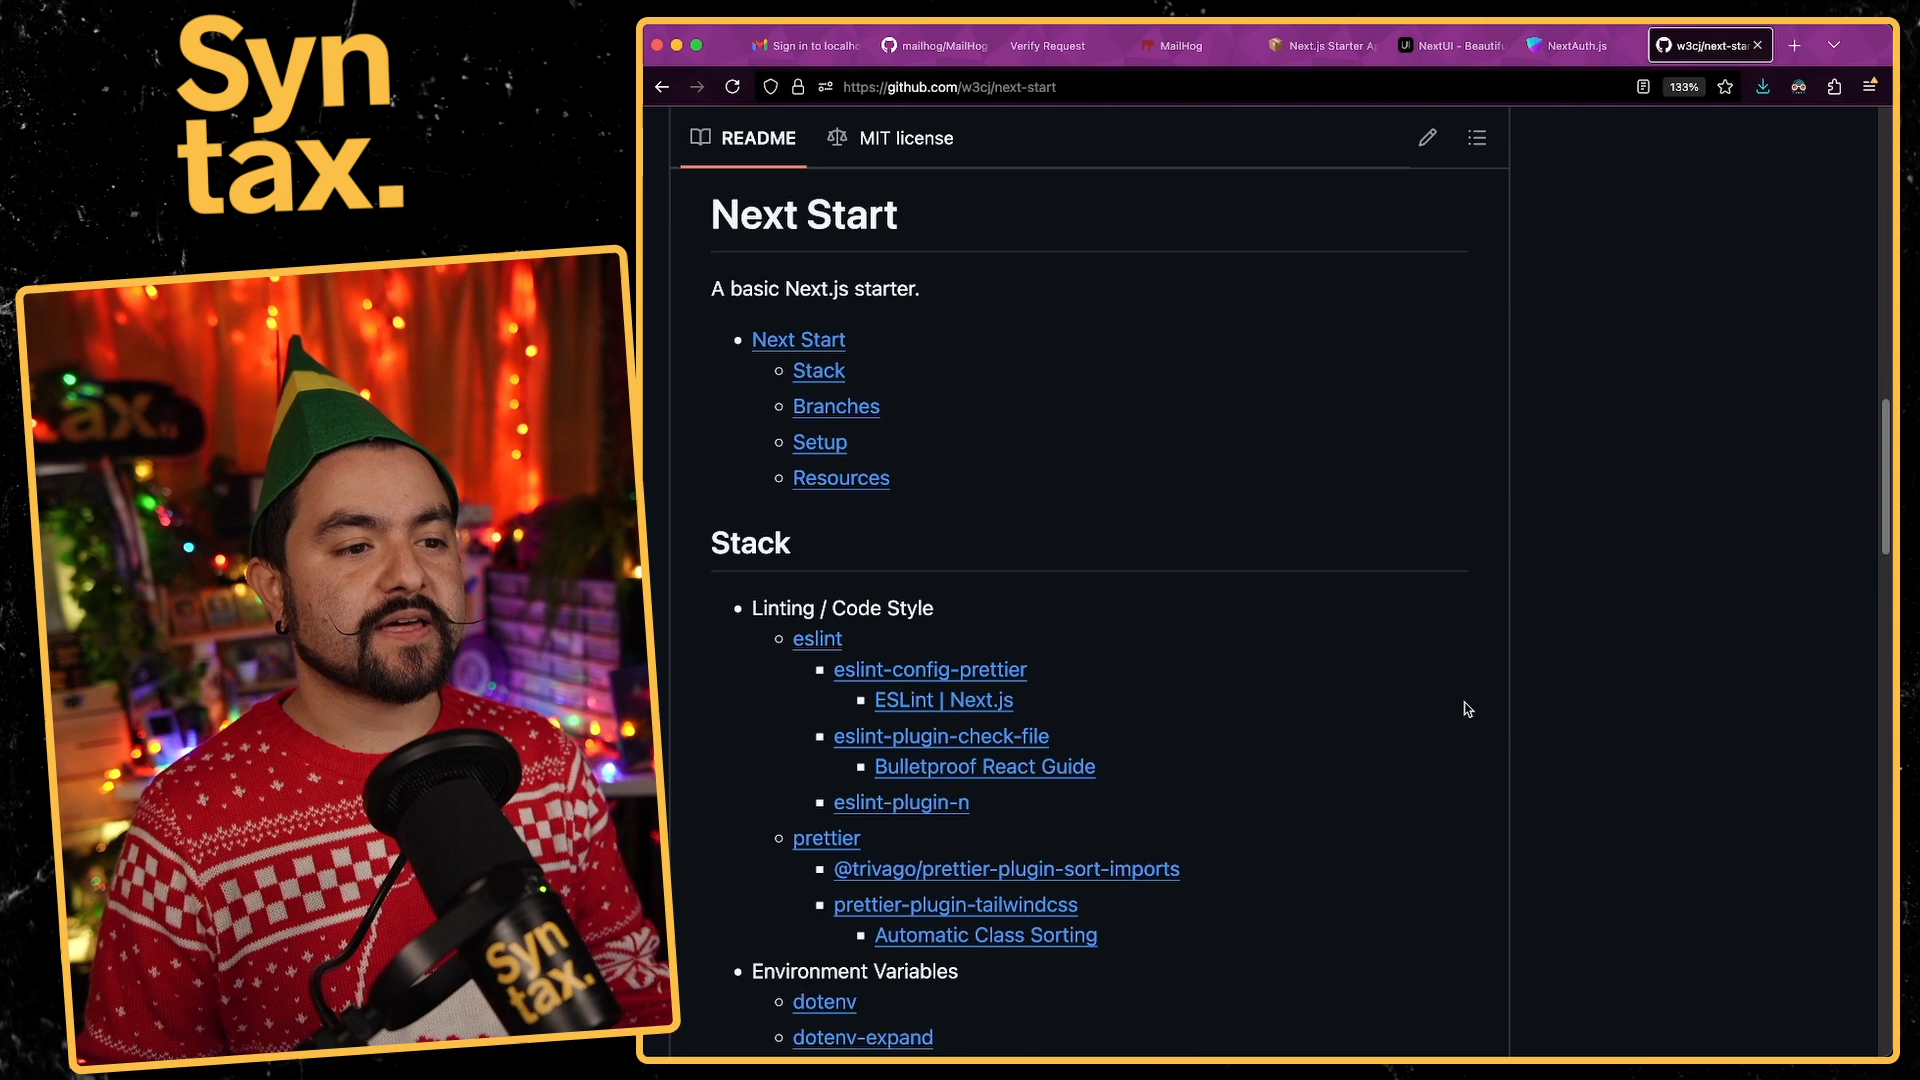 Syn
tax.
ax.
Syn
tax.
Sign in to localho
mailhog/MailHog
Verify Request
MailHog
Next.js Starter A
NextUI - Beautifu
NextAuth.js
w3cj/next-sta
https://github.com/w3cj/next-start
133%
README
MIT license
Next Start
A basic Next.js starter.
Next Start
Stack
Branches
Setup
Resources
Stack
Linting / Code Style
eslint
eslint-config-prettier
ESLint | Next.js
eslint-plugin-check-file
Bulletproof React Guide
eslint-plugin-n
prettier
@trivago/prettier-plugin-sort-imports
prettier-plugin-tailwindcss
Automatic Class Sorting
Environment Variables
dotenv
dotenv-expand